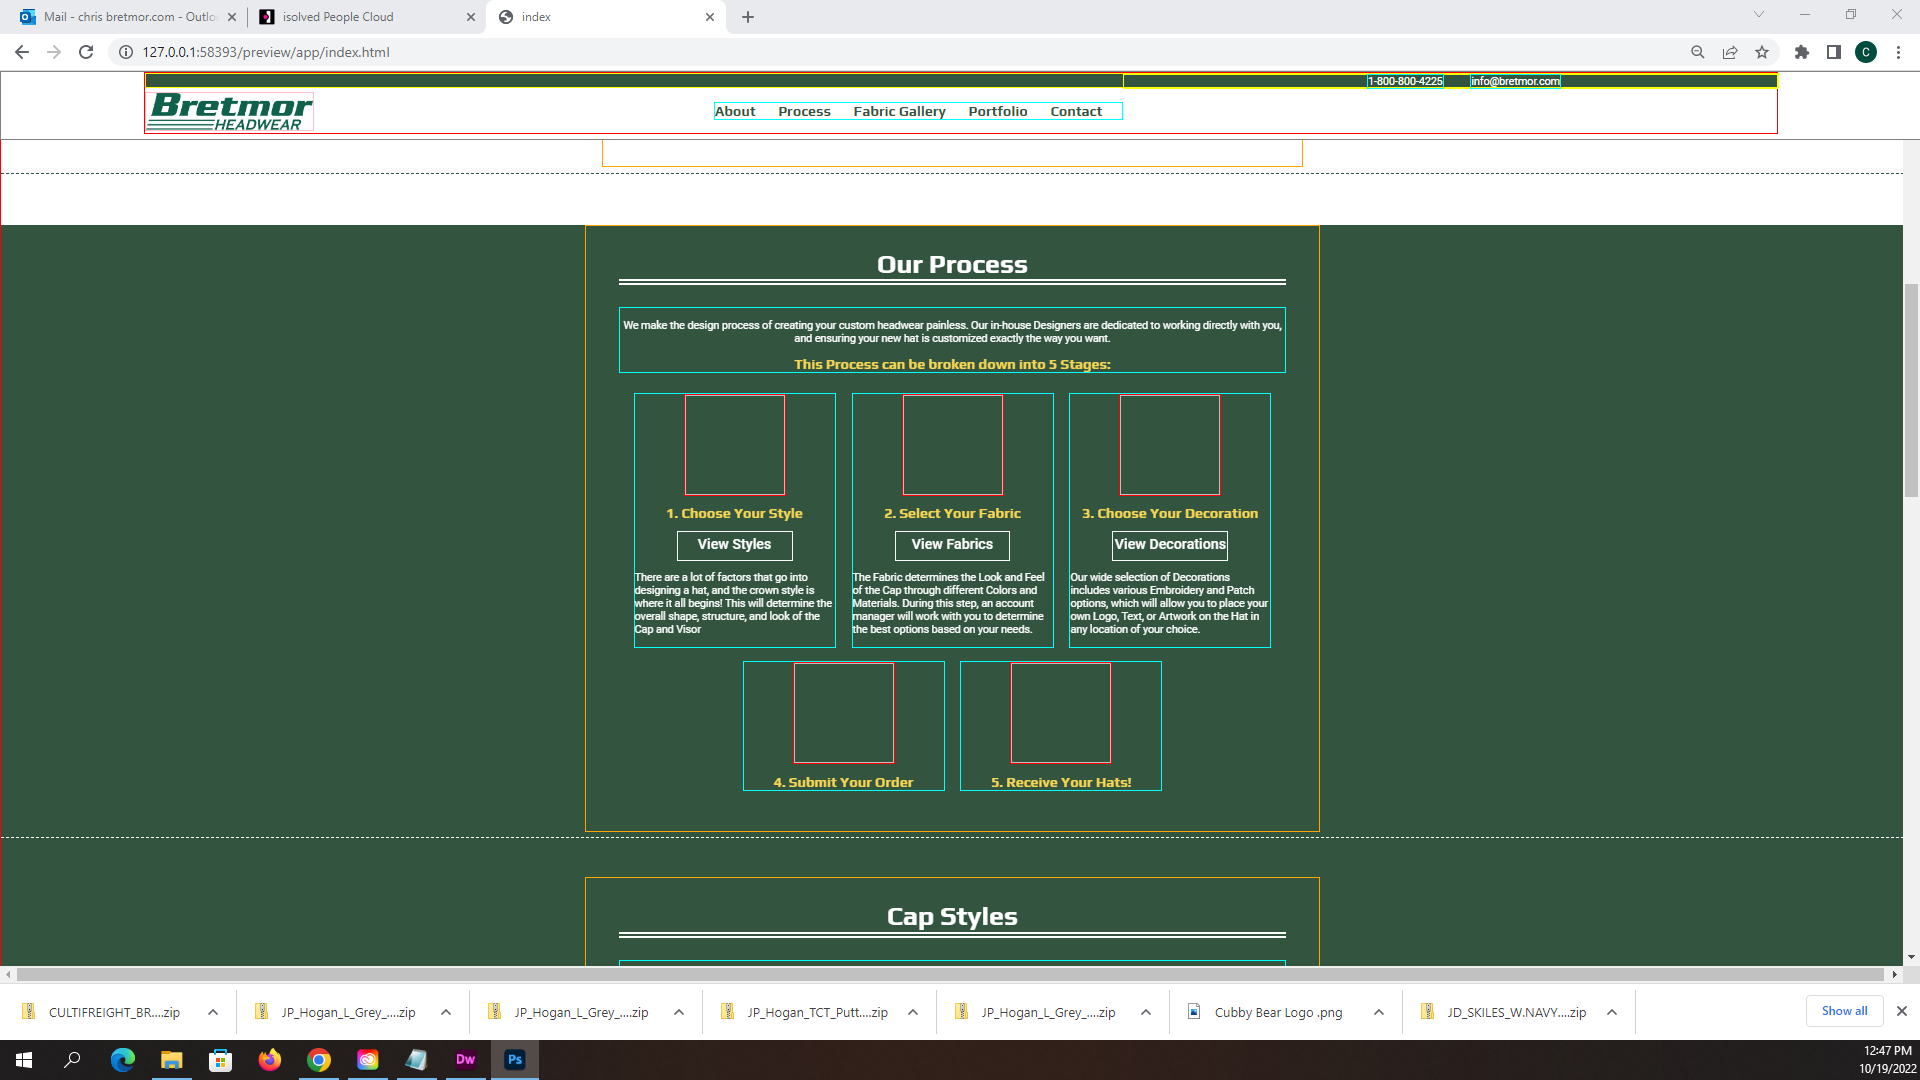 Mail - chris bretmor.com - Outlo
isolved People Cloud
index
127.0.0.1:58393/preview/app/index.html
C
1-800-800-4225 info@bretmor.com
Bretmor
HEADWEAR
About Process Fabric Gallery Portfolio Contact
Our Process
We make the design process of creating your custom headwear painless. Our in-house Designers are dedicated to working directly with you,
and ensuring your new hat is customized exactly the way you want.
This Process can be broken down into 5 Stages:
1. Choose Your Style
View Styles
There are a lot of factors that go into
designing a hat, and the crown style is
where it all begins! This will determine the
overall shape, structure, and look of the
Cap and Visor
2. Select Your Fabric
View Fabrics
The Fabric determines the Look and Feel
of the Cap through different Colors and
Materials. During this step, an account
manager will work with you to determine
the best options based on your needs.
3. Choose Your Decoration
View Decorations
Our wide selection of Decorations
includes various Embroidery and Patch
options, which will allow you to place your
own Logo, Text, or Artwork on the Hat in
any location of your choice.
4. Submit Your Order
5. Receive Your Hats!
Cap Styles
CULTIFREIGHT_BR....zip
JP_Hogan_L_Grey_....zip
JP_Hogan_L_Grey_....zip
JP_Hogan_TCT_Putt....zip
JP_Hogan_L_Grey_....zip
Cubby Bear Logo .png
JD_SKILES_W.NAVY....zip
Show all
Dw
Ps
12:47 PM
10/19/2022